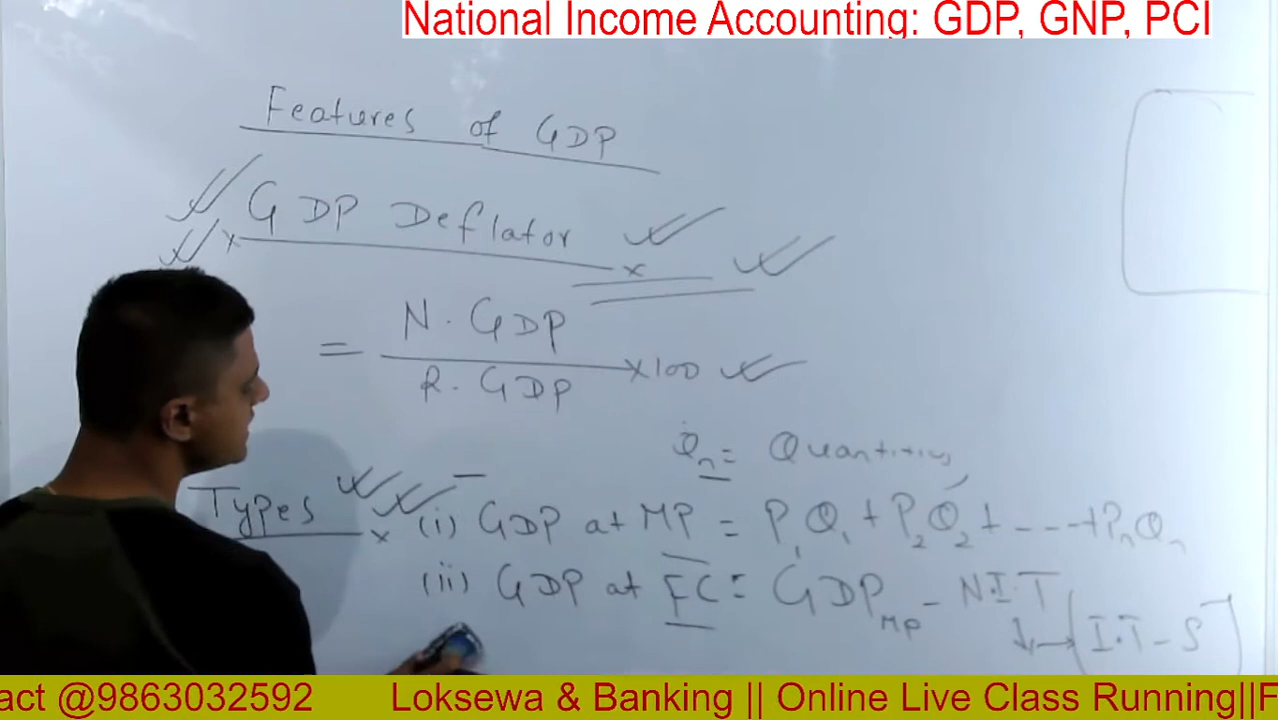 National Income Accounting: GDP, GNP, PCI
Features of GDP
GDP Deflator
= N. GDP
R. GDP ×100
Qn = Quantities
Types (i) GDP at MP = P1Q1 + P2Q2 + ---- + PnQn
(ii) GDP at FC = GDPMP - N.I.T
(I.T - S)
act @9863032592 Loksewa & Banking || Online Live Class Running||F